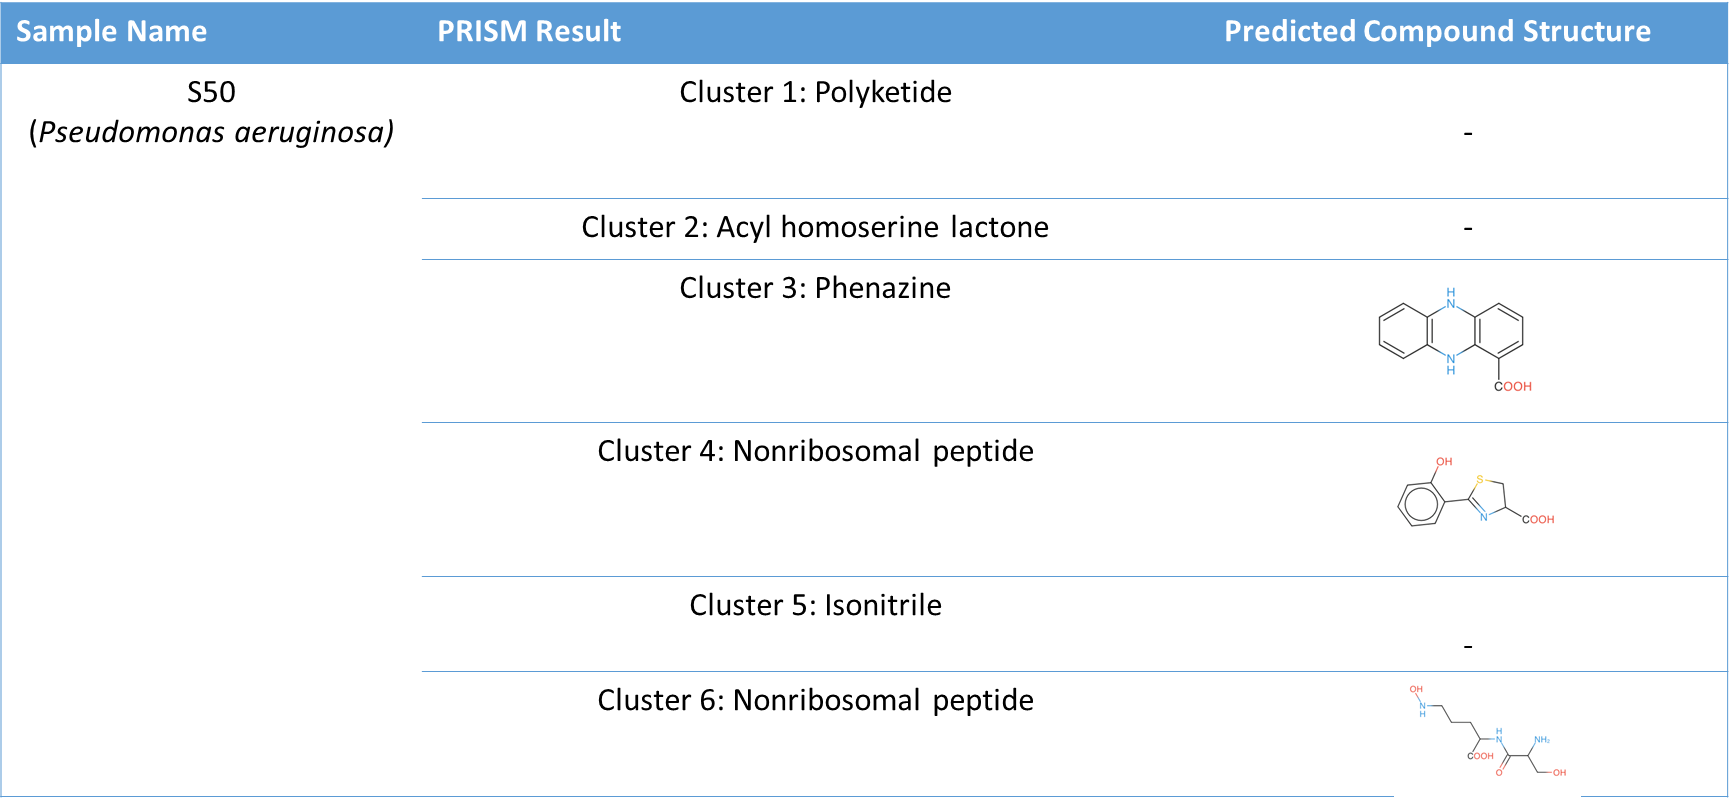 Sample Name PRISM Result Predicted Compound Structure
S50 Cluster 1: Polyketide
(Pseudomonas aeruginosa) -
Cluster 2: Acyl homoserine lactone -
Cluster 3: Phenazine
H
N
N
H
COOH
Cluster 4: Nonribosomal peptide
OH
S
N
COOH
Cluster 5: Isonitrile
-
Cluster 6: Nonribosomal peptide
OH
N
H
H
N NH₂
COOH
O OH